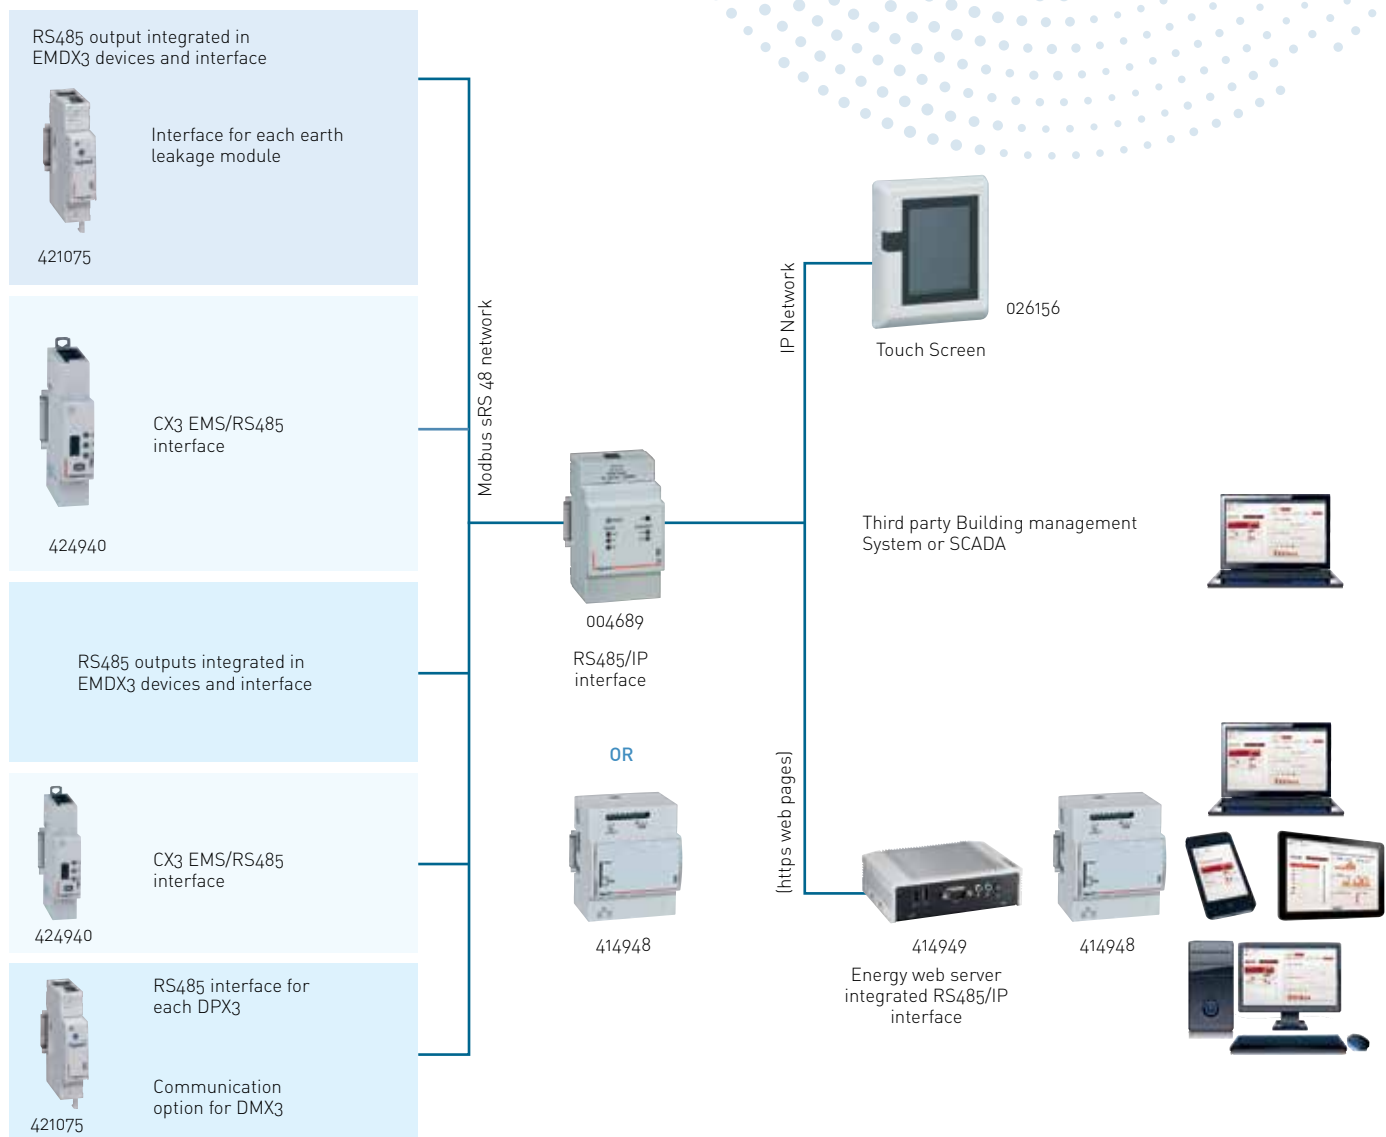 RS485 output integrated in
EMDX3 devices and interface
Interface for each earth
leakage module
421075
CX3 EMS/RS485
interface
424940
RS485 outputs integrated in
EMDX3 devices and interface
CX3 EMS/RS485
interface
424940
RS485 interface for
each DPX3
Communication
option for DMX3
421075
Modbus sRS 48 network
004689
RS485/IP
interface
OR
414948
IP Network
026156
Touch Screen
Third party Building management
System or SCADA
(https web pages)
414949
Energy web server
integrated RS485/IP
interface
414948